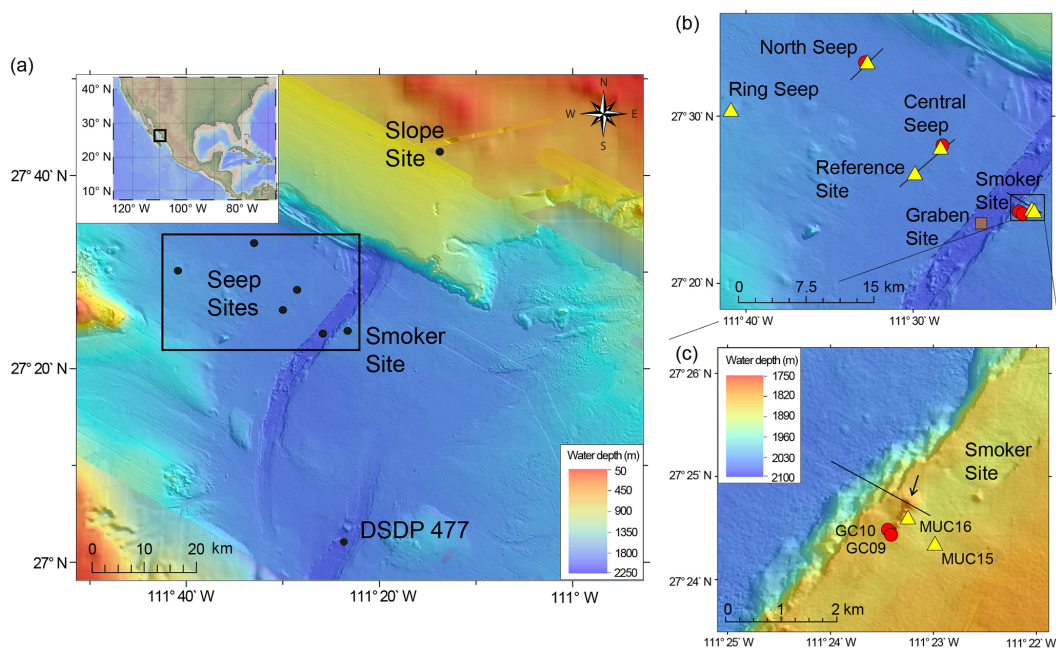 (a)
40° N
30° N
20° N
10° N
120° W
100° W
80° W
N
W
E
S
Slope
Site
27° 40' N
27° 20' N
27° N
Seep
Sites
Smoker
Site
DSDP 477
0 10 20 km
Water depth (m)
50
450
900
1350
1800
2250
111° 40' W
111° 20' W
111° W
(b)
North Seep
Ring Seep
Central
Seep
Reference
Site
Smoker
Site
Graben
Site
27° 30' N
27° 20' N
0 7.5 15 km
111° 40' W
111° 30' W
(c)
Water depth (m)
1750
1820
1890
1960
2030
2100
27° 26' N
27° 25' N
27° 24' N
Smoker
Site
GC10
GC09
MUC16
MUC15
0 1 2 km
111° 25' W
111° 24' W
111° 23' W
111° 22' W